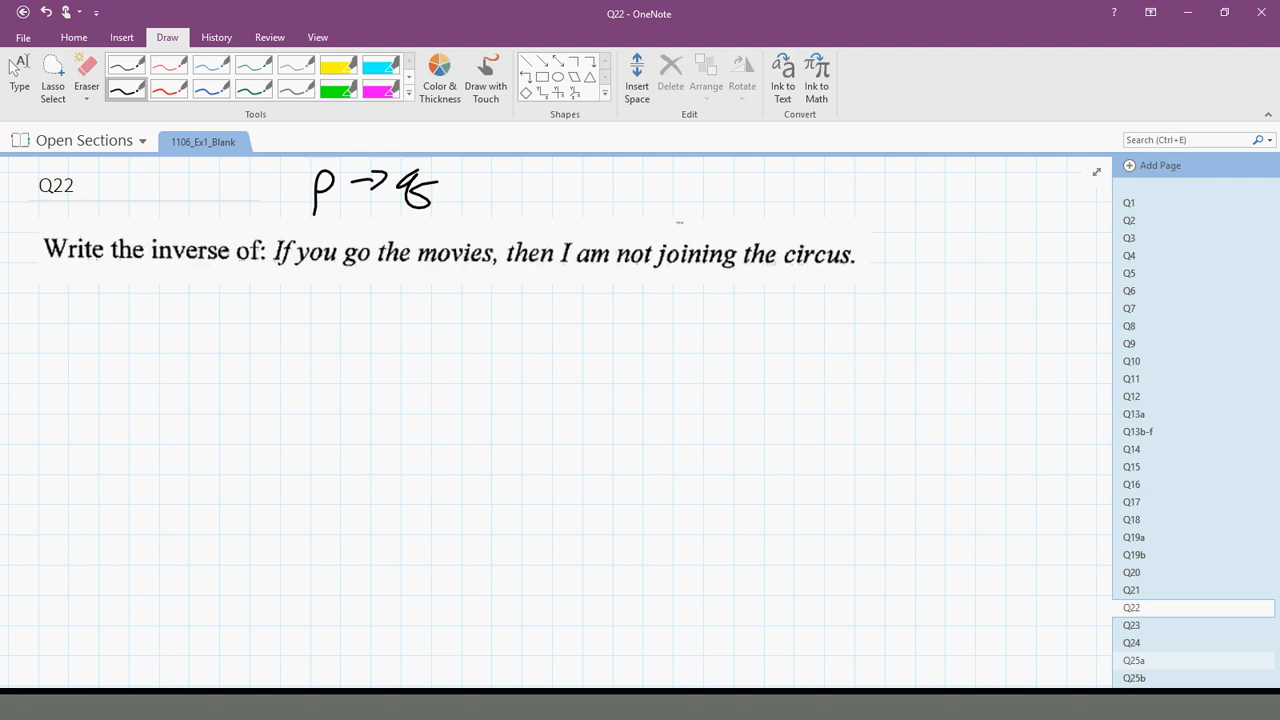 Q22 - OneNote
File Home Insert Draw History Review View
Type
Lasso Select
Eraser
Color & Thickness
Draw with Touch
Insert Space
Delete
Arrange
Rotate
Ink to Text
Ink to Math
Tools
Shapes
Edit
Convert
Open Sections
1106_Ex1_Blank
Search (Ctrl+E)
Add Page
Q22
p → q
Write the inverse of: If you go the movies, then I am not joining the circus.
Q1
Q2
Q3
Q4
Q5
Q6
Q7
Q8
Q9
Q10
Q11
Q12
Q13a
Q13b-f
Q14
Q15
Q16
Q17
Q18
Q19a
Q19b
Q20
Q21
Q22
Q23
Q24
Q25a
Q25b